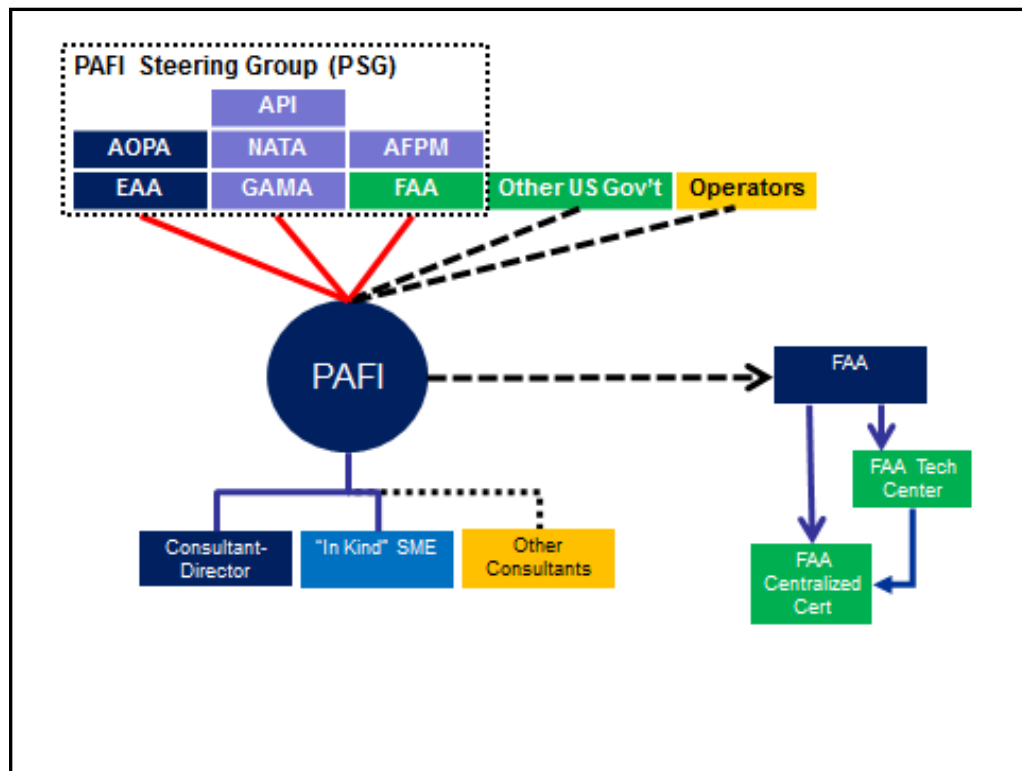 PAFI Steering Group (PSG)
API
AOPA NATA AFPM
EAA GAMA FAA Other US Gov't Operators
PAFI
FAA
FAA Tech
Center
Consultant-
Director
"In Kind" SME
Other
Consultants
FAA
Centralized
Cert